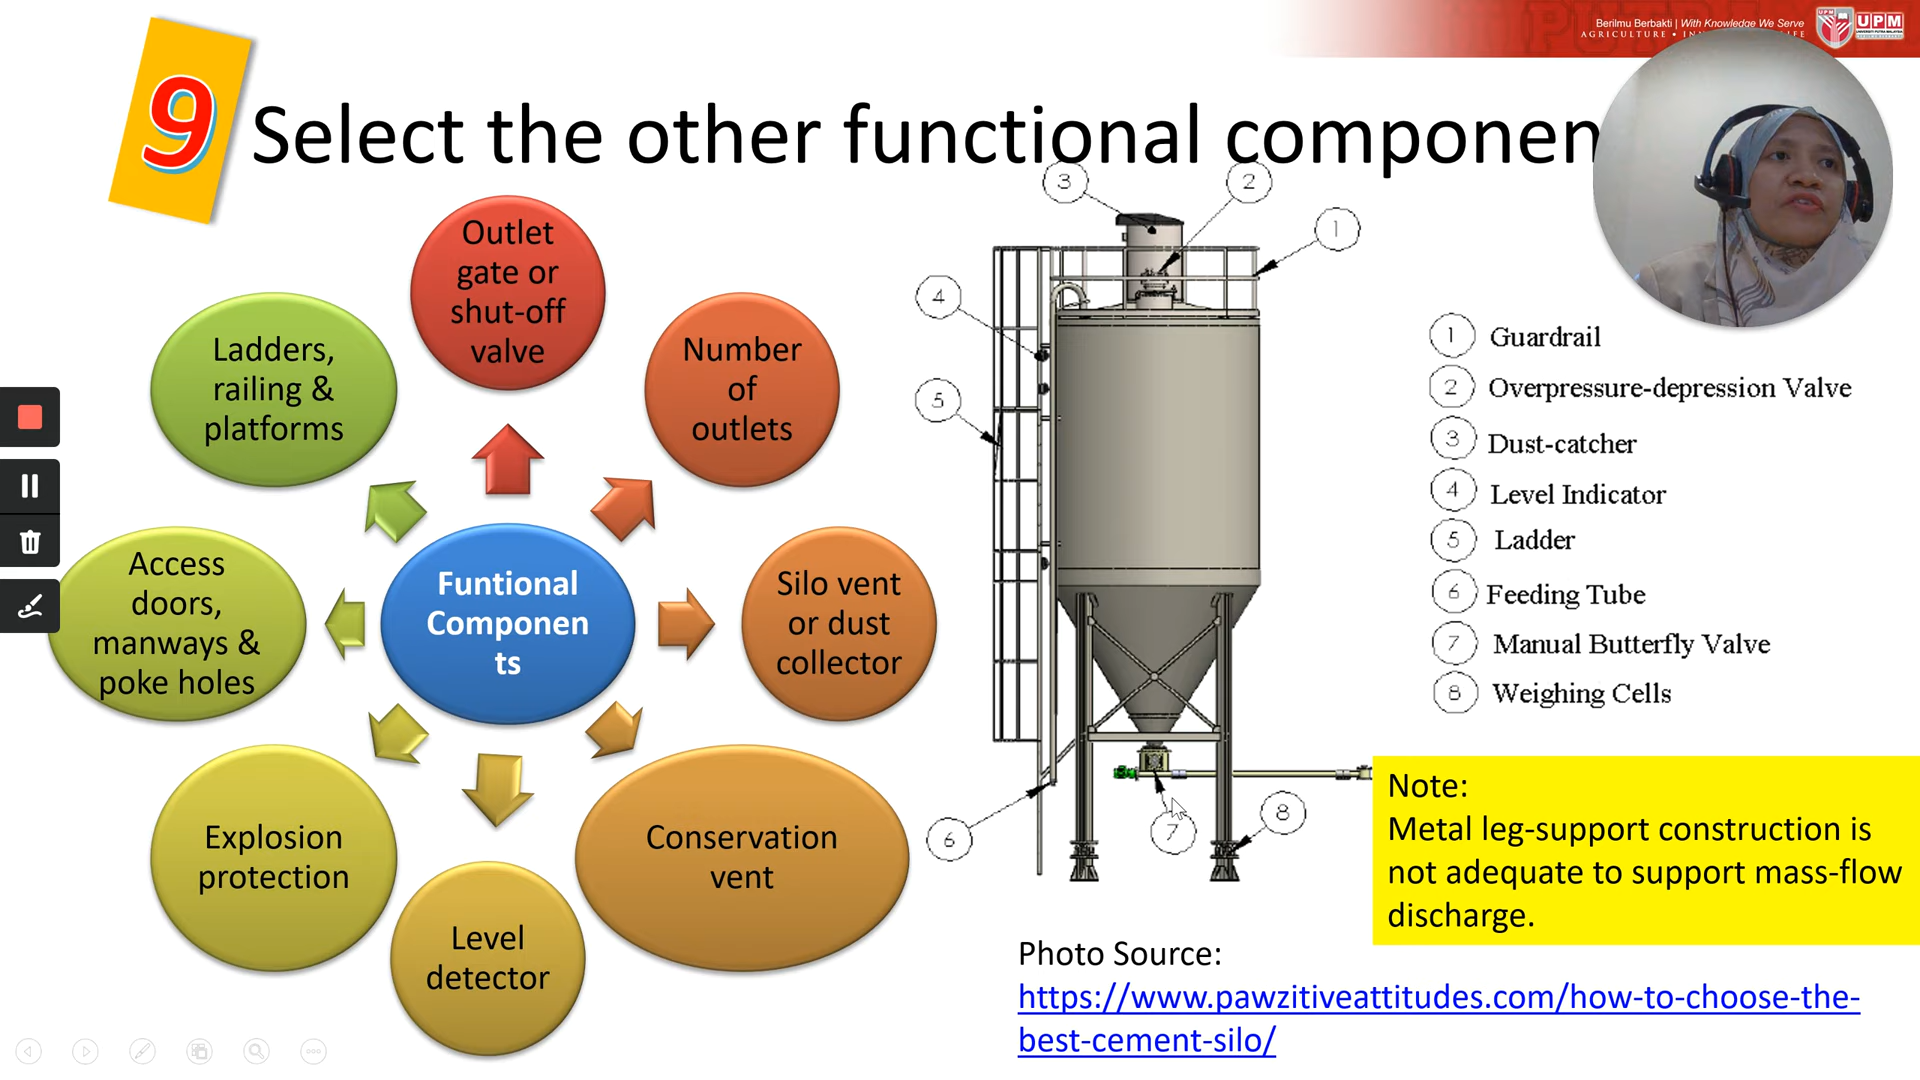 Berilmu Berbakti | With Knowledge We Serve
AGRICULTURE •
UPM
UPM
9
Select the other functional componen
Outlet
gate or
shut-off
valve
Number
of
outlets
Silo vent
or dust
collector
Conservation
vent
Level
detector
Explosion
protection
Access
doors,
manways &
poke holes
Ladders,
railing &
platforms
Funtional
Componen
ts
3
2
1
4
5
6
7
8
1 Guardrail
2 Overpressure-depression Valve
3 Dust-catcher
4 Level Indicator
5 Ladder
6 Feeding Tube
7 Manual Butterfly Valve
8 Weighing Cells
Note:
Metal leg-support construction is
not adequate to support mass-flow
discharge.
Photo Source:
https://www.pawzitiveattitudes.com/how-to-choose-the-
best-cement-silo/